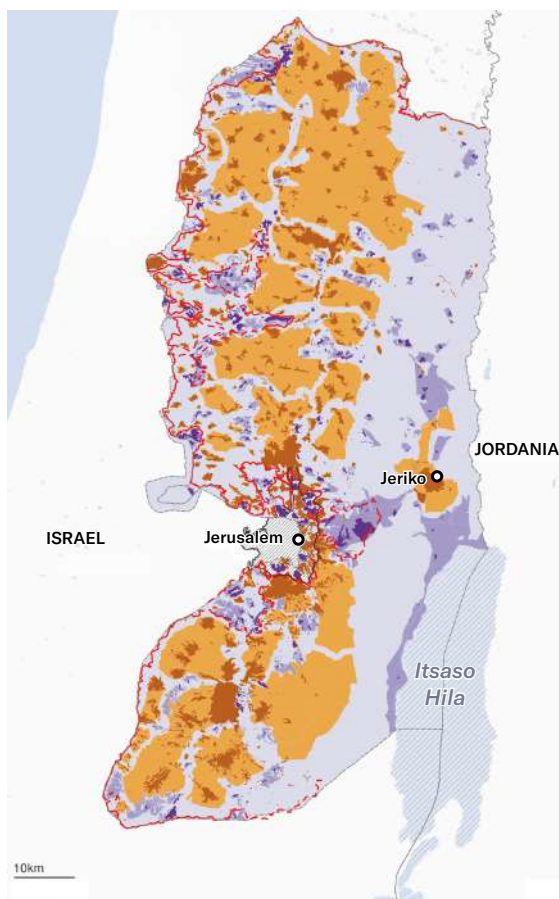 JORDANIA
Jeriko
ISRAEL
Jerusalem
Itsaso
Hila
10km